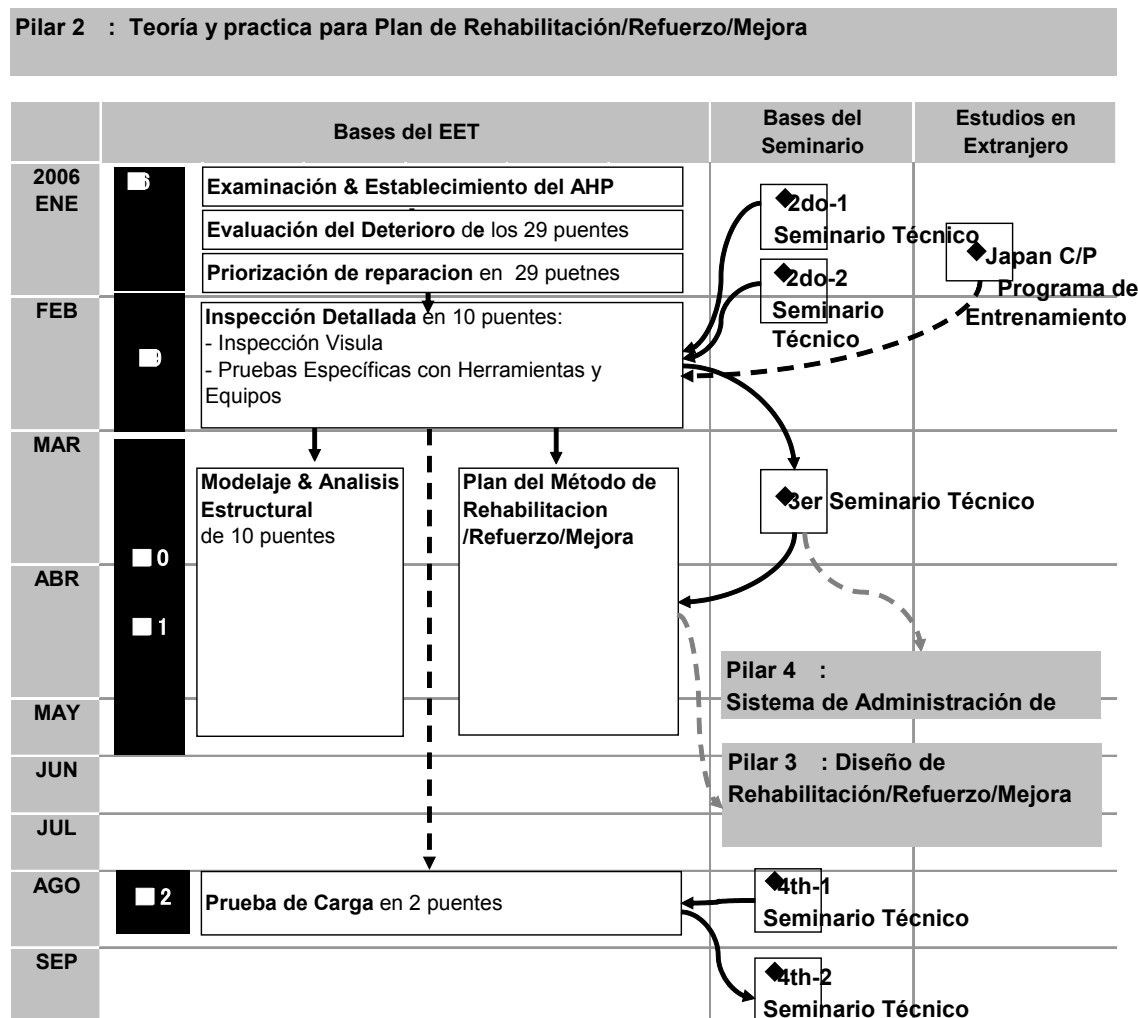 Pilar 2 : Teoría y practica para Plan de Rehabilitación/Refuerzo/Mejora
Bases del EET
Bases del
Seminario
Estudios en
Extranjero
2006
ENE
Examinación & Establecimiento del AHP
Evaluación del Deterioro de los 29 puentes
Priorización de reparacion en 29 puetnes
2do-1
Seminario Técnico
2do-2
Seminario
Técnico
Japan C/P
Programa de
Entrenamiento
FEB
Inspección Detallada en 10 puentes:
- Inspección Visula
- Pruebas Específicas con Herramientas y
Equipos
MAR
Modelaje & Analisis
Estructural
de 10 puentes
Plan del Método de
Rehabilitacion
/Refuerzo/Mejora
3er Seminario Técnico
0
ABR
1
Pilar 4 :
Sistema de Administración de
MAY
JUN
Pilar 3 : Diseño de
Rehabilitación/Refuerzo/Mejora
JUL
AGO
2
Prueba de Carga en 2 puentes
4th-1
Seminario Técnico
SEP
4th-2
Seminario Técnico